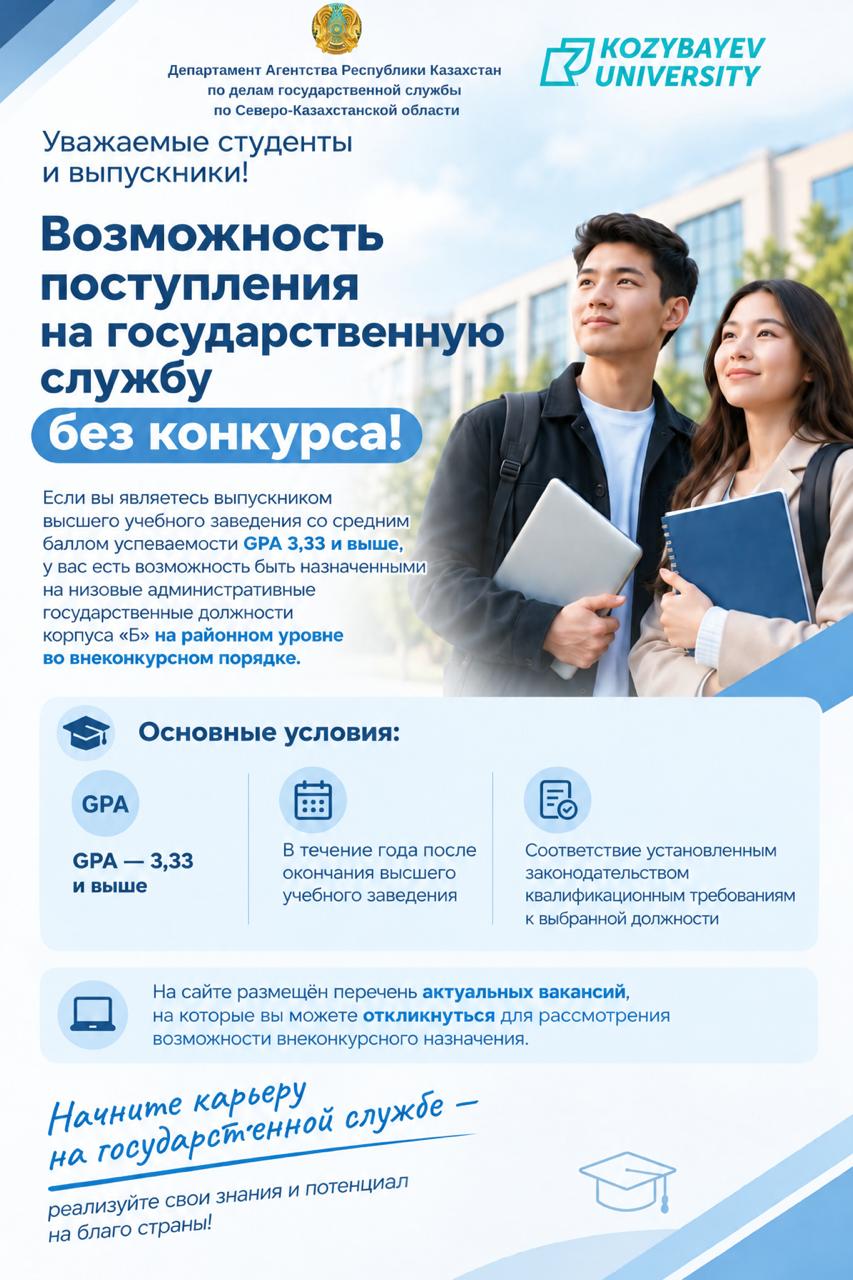 Департамент Агентства Республики Казахстан
по делам государственной службы
по Северо-Казахстанской области
KOZYBAYEV
UNIVERSITY
Уважаемые студенты
и выпускники!
Возможность
поступления
на государственную
службу
без конкурса!
Если вы являетесь выпускником
высшего учебного заведения со средним
баллом успеваемости GPA 3,33 и выше,
у вас есть возможность быть назначенными
на низовые административные
государственные должности
корпуса «Б» на районном уровне
во внеконкурсном порядке.
Основные условия:
GPA
GPA — 3,33
и выше
В течение года после
окончания высшего
учебного заведения
Соответствие установленным
законодательством
квалификационным требованиям
к выбранной должности
На сайте размещён перечень актуальных вакансий,
на которые вы можете откликнуться для рассмотрения
возможности внеконкурсного назначения.
Начните карьеру
на государственной службе —
реализуйте свои знания и потенциал
на благо страны!